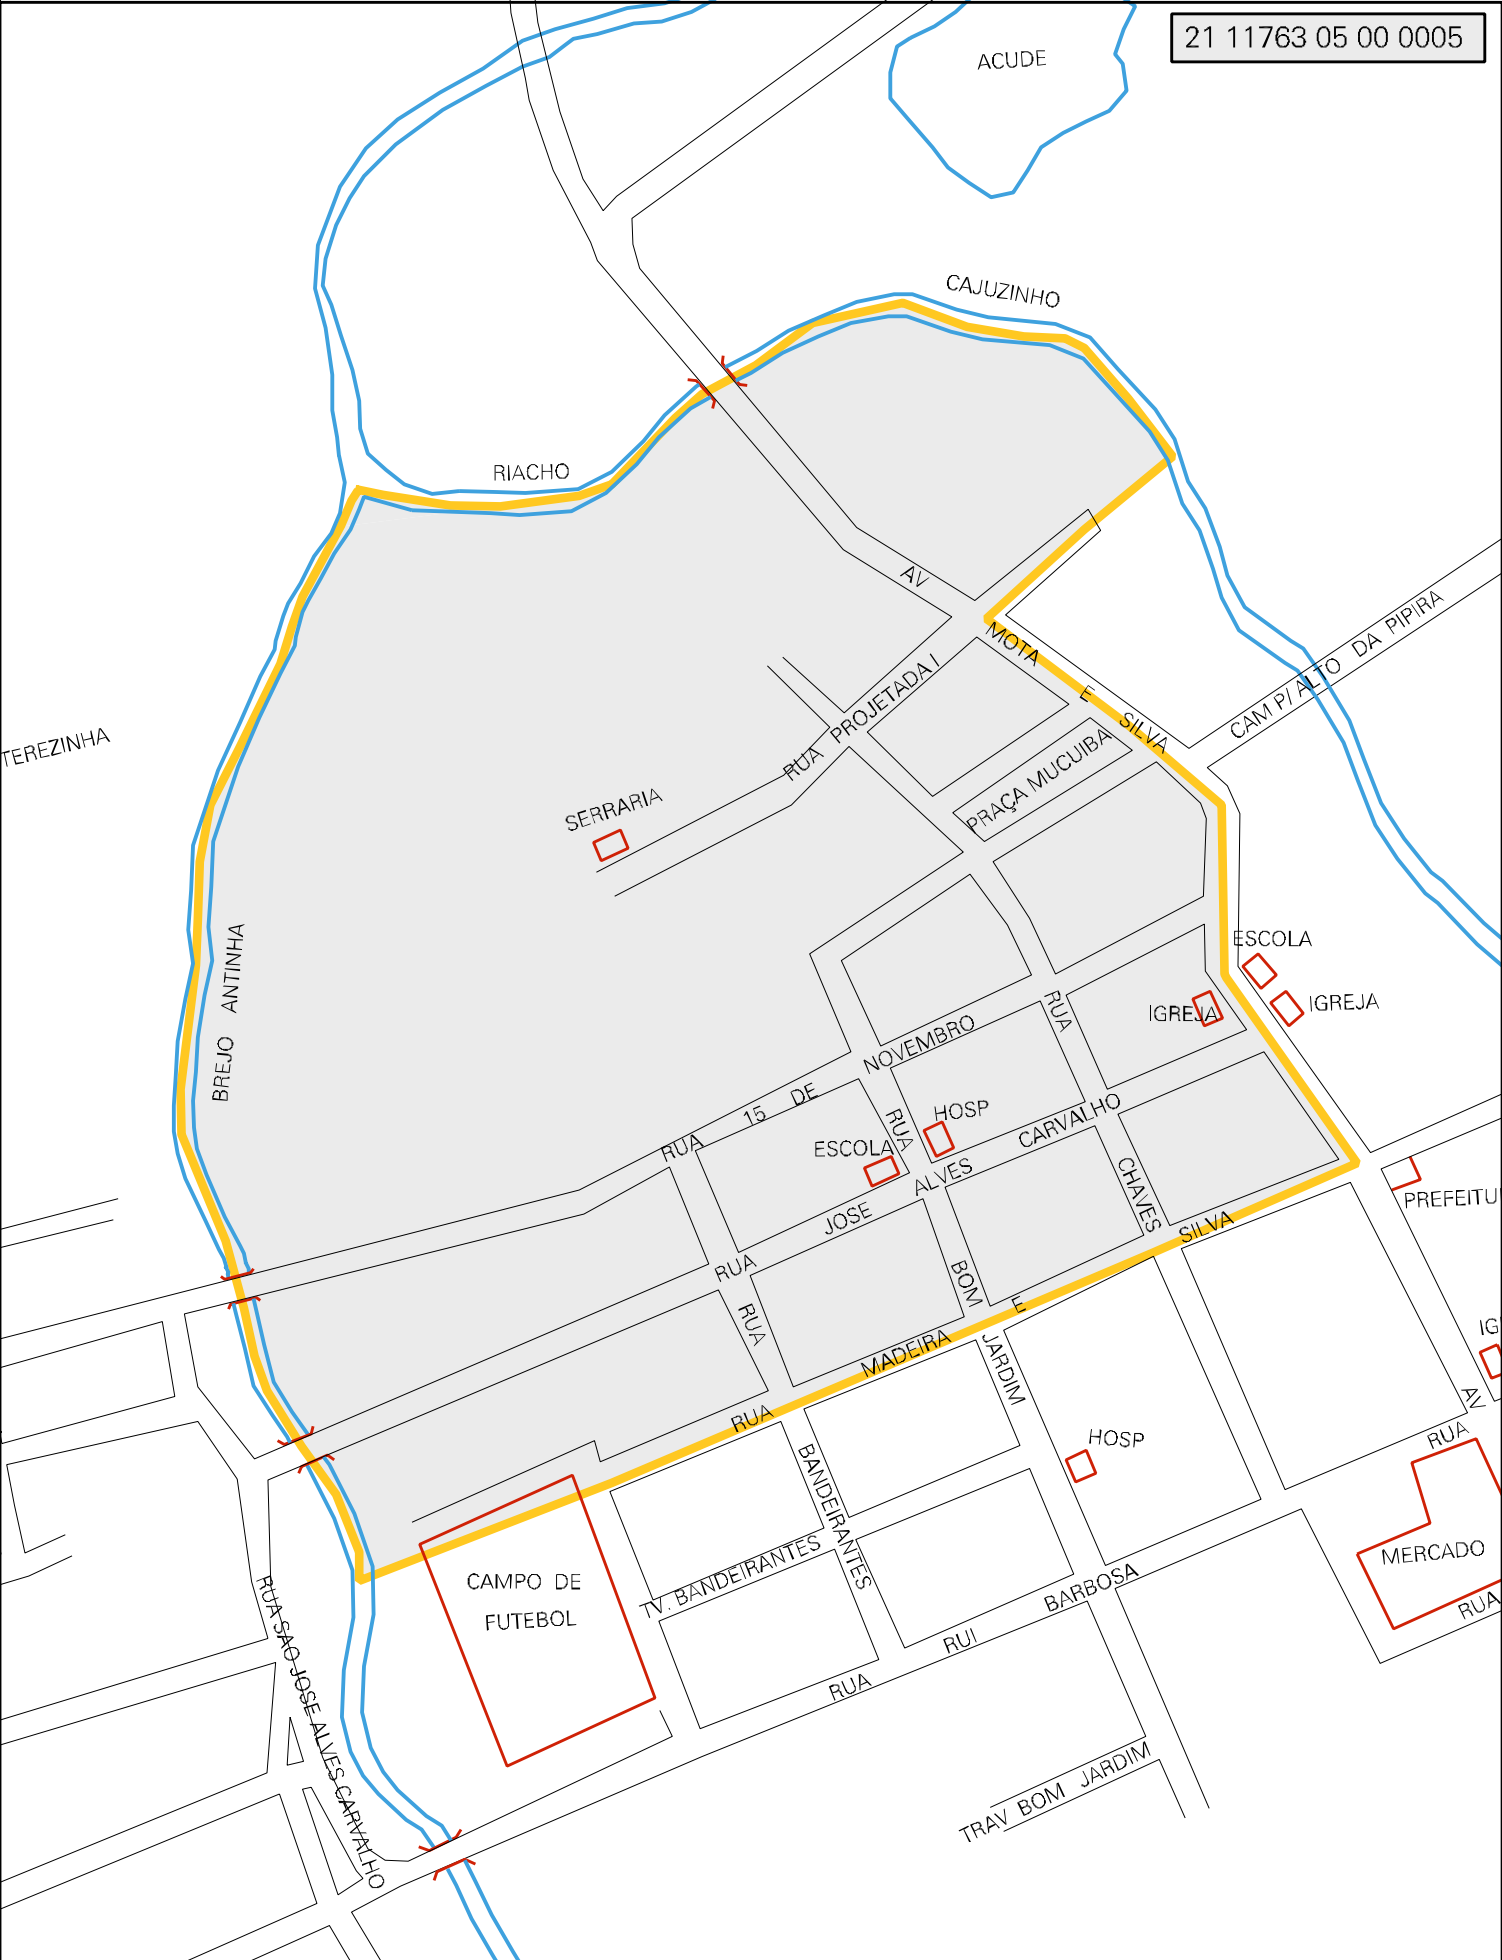 21 11763 05 00 0005
ACUDE
CAJUZINHO
RIACHO
AV MOTA E SILVA
CAM P/ ALTO DA PIPIRA
RUA PROJETADA I
TEREZINHA
PRAÇA MUCUIBA
SERRARIA
BREJO ANTINHA
ESCOLA
IGREJA
IGREJA
RUA 15 DE NOVEMBRO
RUA CHAVES
HOSP
ESCOLA
RUA BOM JARDIM
RUA JOSE ALVES CARVALHO
PREFEITU
RUA MADEIRA E SILVA
RUA BANDEIRANTES
IG
AV
RUA
HOSP
MERCADO
RUA
CAMPO DE
FUTEBOL
TV. BANDEIRANTES
RUA RUI BARBOSA
RUA SAO JOSE ALVES CARVALHO
TRAV BOM JARDIM